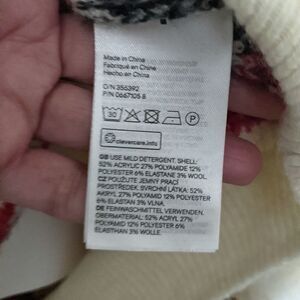 Made in China
Fabriqué en China
Hecho en China
O/N 355392
P/N 0667105 8
30
P
clevercare.info
GB USE MILD DETERGENT. SHELL:
52% ACRYLIC 27% POLYAMIDE 12%
POLYESTER 6% ELASTANE 3% WOOL
CZ POUŽIJTE JEMNÝ PRACÍ
PROSTŘEDEK. SVRCHNÍ LÁTKA: 52%
AKRYL 27% POLYAMID 12% POLYESTER
6% ELASTAN 3% VLNA.
DE FEINWASCHMITTEL VERWENDEN.
OBERMATERIAL: 52% ACRYL 27%
POLYAMID 12% POLYESTER 6%
ELASTHAN 3% WOLLE.